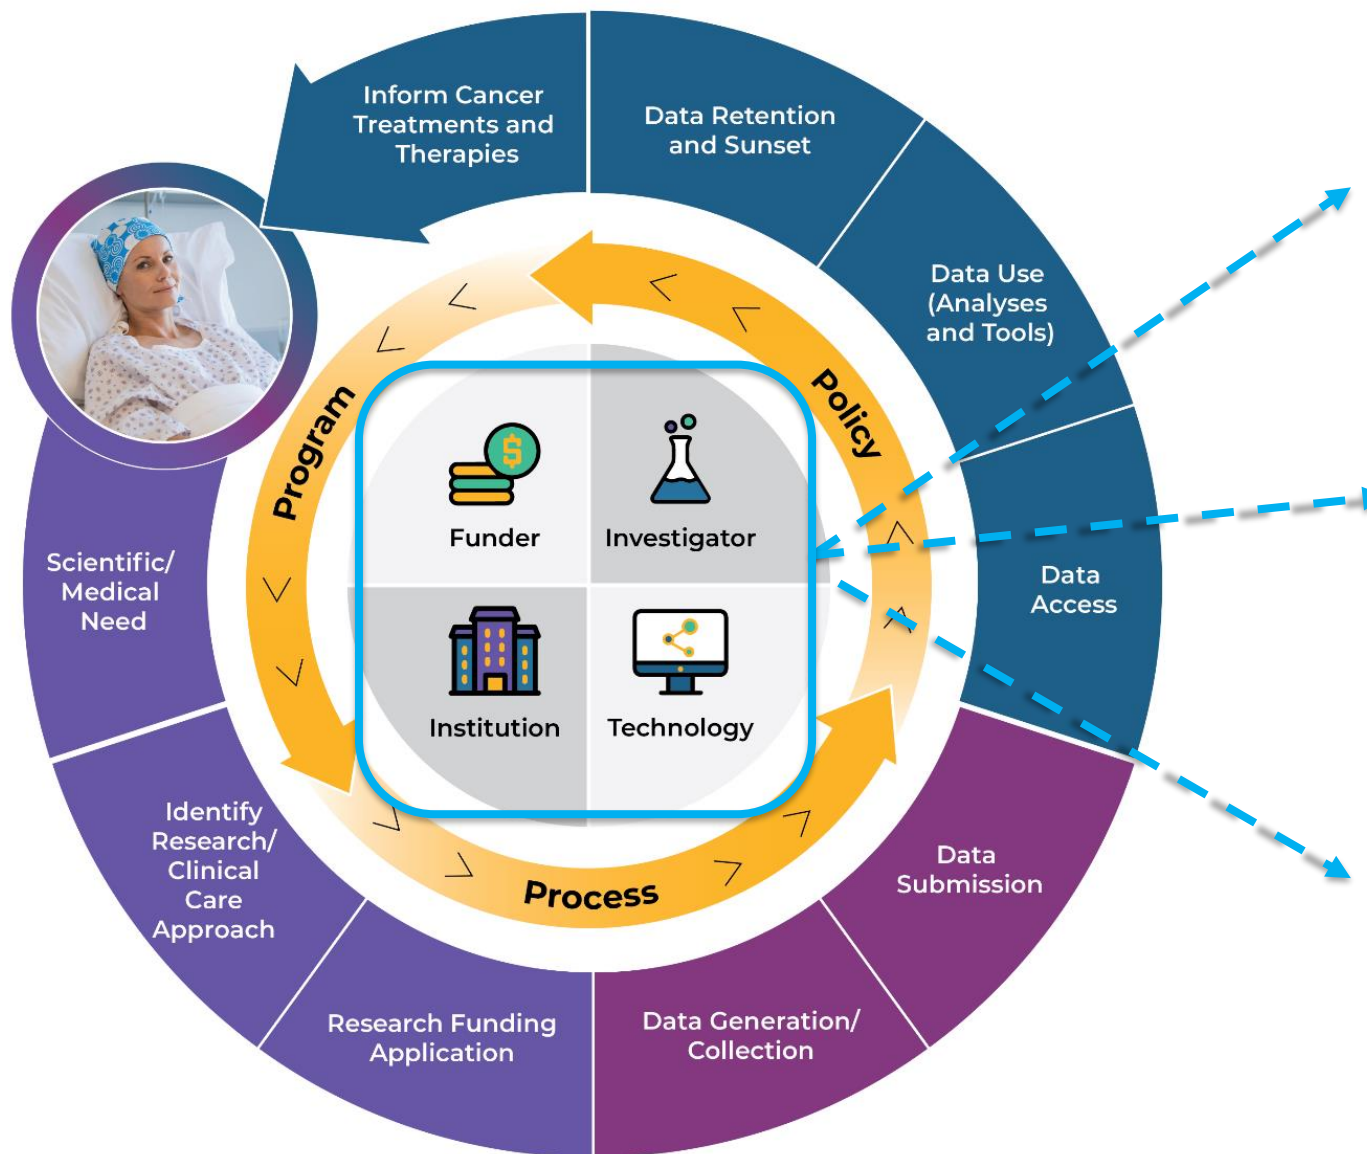 Inform Cancer
Treatments and
Therapies
Data Retention
and Sunset
Data Use
(Analyses
and Tools)
Data
Access
Data
Submission
Data Generation/
Collection
Research Funding
Application
Identify
Research/
Clinical
Care
Approach
Scientific/
Medical
Need
Program
Policy
Process
$
Funder
Investigator
Institution
Technology